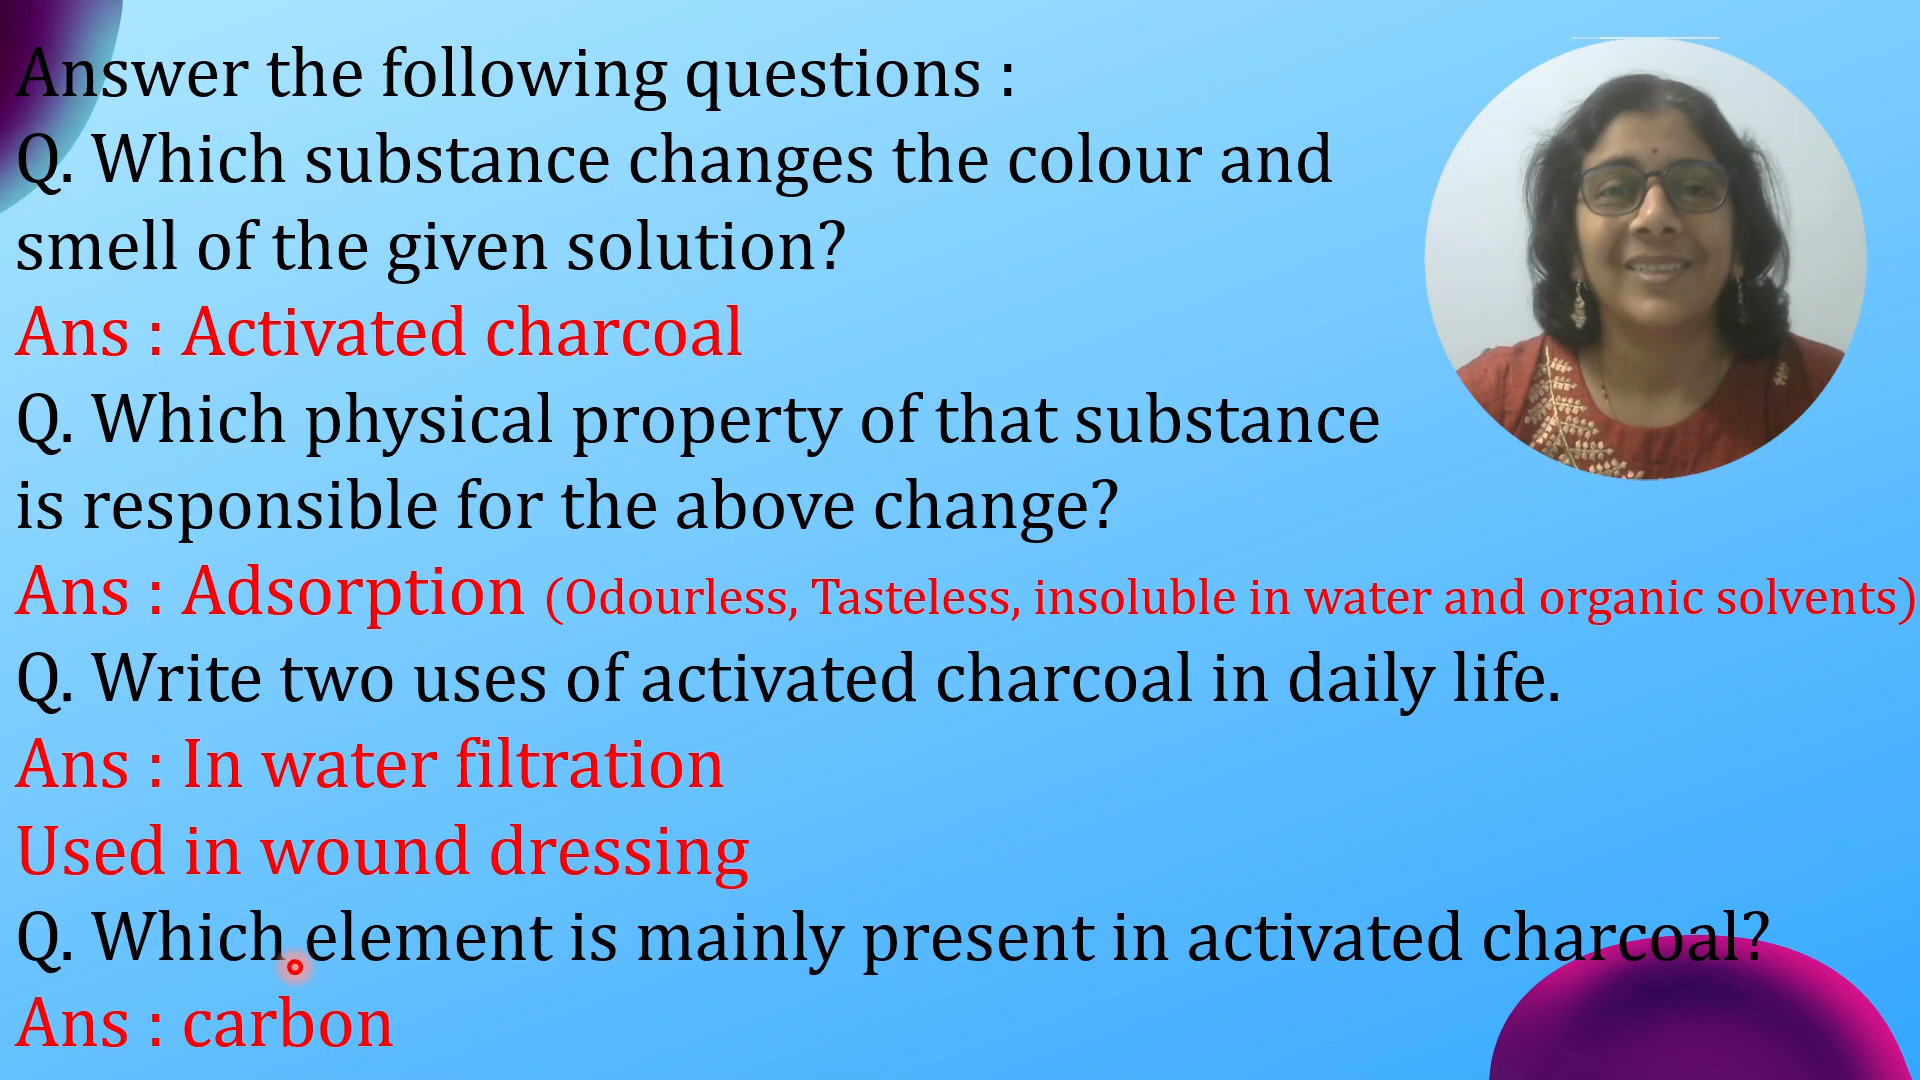 Answer the following questions :
Q. Which substance changes the colour and
smell of the given solution?
Ans : Activated charcoal
Q. Which physical property of that substance
is responsible for the above change?
Ans : Adsorption (Odourless, Tasteless, insoluble in water and organic solvents)
Q. Write two uses of activated charcoal in daily life.
Ans : In water filtration
Used in wound dressing
Q. Which element is mainly present in activated charcoal?
Ans : carbon